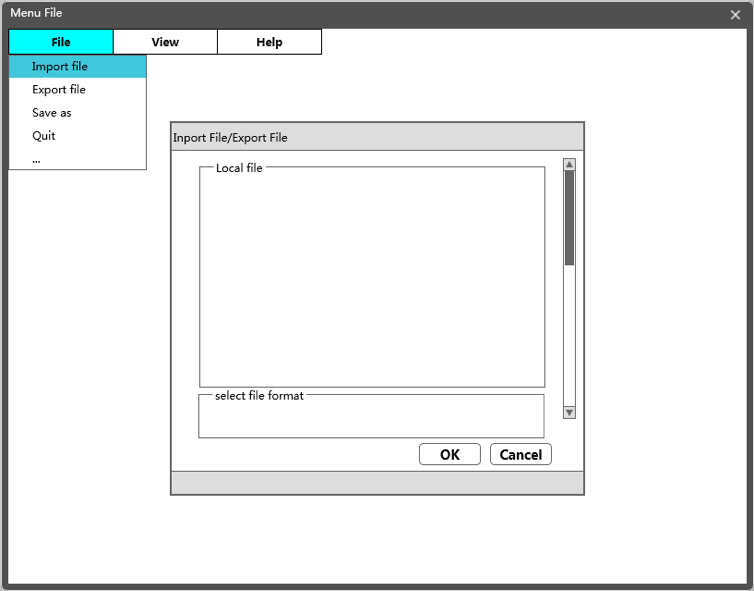 Menu File
File
View
Help
Import file
Export file
Save as
Quit
...
Inport File/Export File
Local file
select file format
OK
Cancel